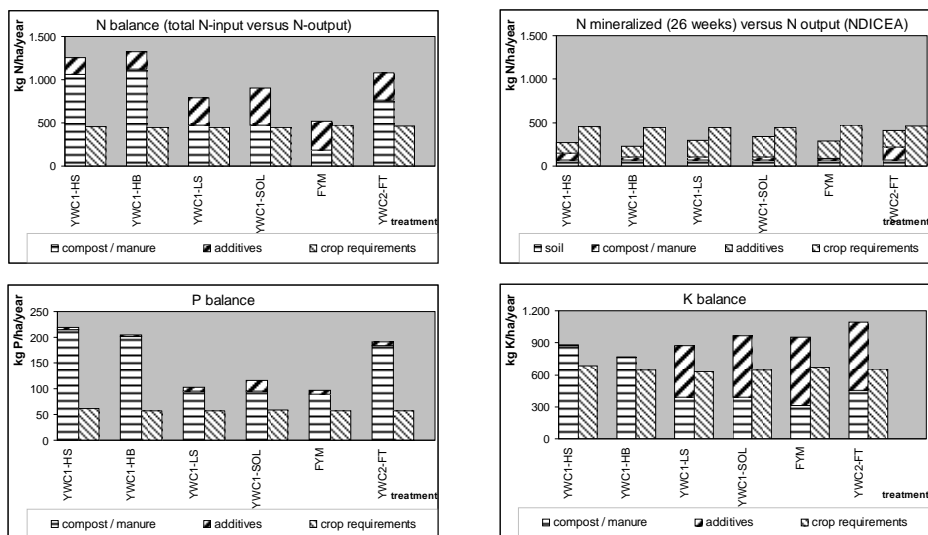 N balance (total N-input versus N-output)
kg N/ha/year
1.500
1.000
500
0
YWC1-HS
YWC1-HB
YWC1-LS
YWC1-SOL
FYM
YWC2-FT
treatment
compost / manure
additives
crop requirements
N mineralized (26 weeks) versus N output (NDICEA)
kg N/ha/year
1.500
1.000
500
0
YWC1-HS
YWC1-HB
YWC1-LS
YWC1-SOL
FYM
YWC2-FT
treatment
soil
compost / manure
additives
crop requirements
P balance
kg P/ha/year
250
200
150
100
50
0
YWC1-HS
YWC1-HB
YWC1-LS
YWC1-SOL
FYM
YWC2-FT
treatment
compost / manure
additives
crop requirements
K balance
kg K/ha/year
1.200
900
600
300
0
YWC1-HS
YWC1-HB
YWC1-LS
YWC1-SOL
FYM
YWC2-FT
treatment
compost / manure
additives
crop requirements